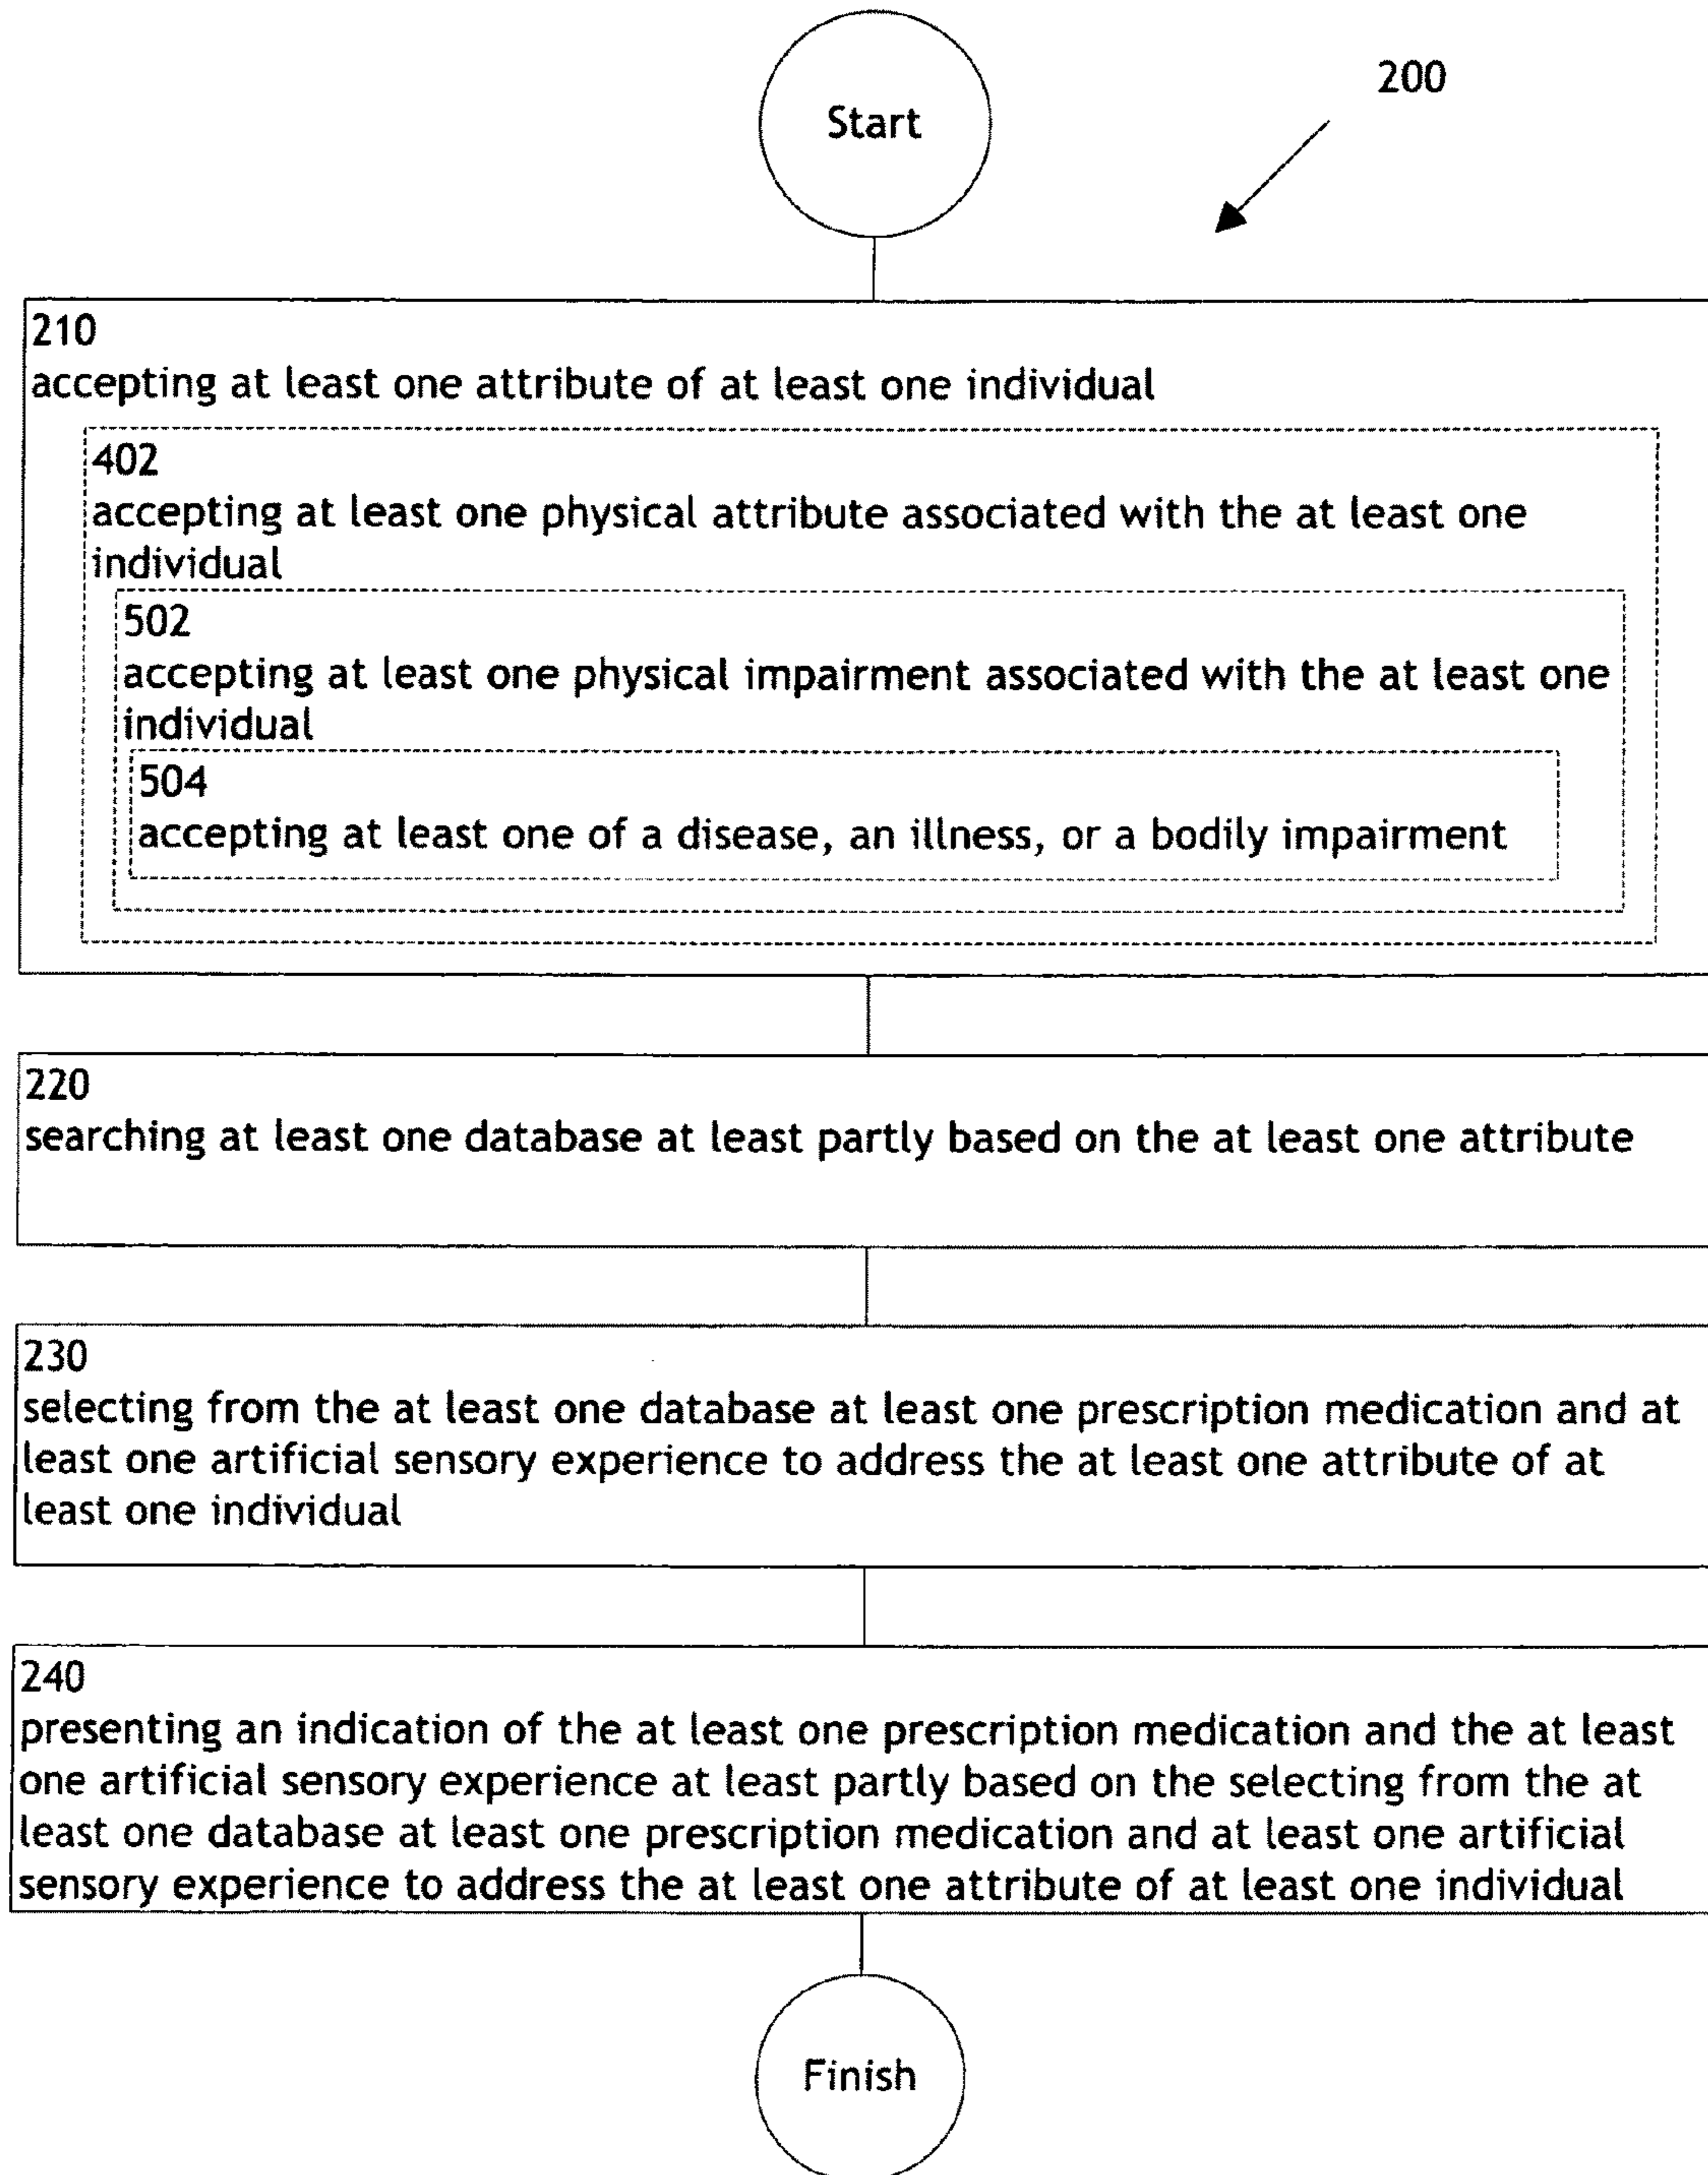 Start
200
210
accepting at least one attribute of at least one individual
402
accepting at least one physical attribute associated with the at least one
individual
502
accepting at least one physical impairment associated with the at least one
individual
504
accepting at least one of a disease, an illness, or a bodily impairment
220
searching at least one database at least partly based on the at least one attribute
230
selecting from the at least one database at least one prescription medication and at
least one artificial sensory experience to address the at least one attribute of at
least one individual
240
presenting an indication of the at least one prescription medication and the at least
one artificial sensory experience at least partly based on the selecting from the at
least one database at least one prescription medication and at least one artificial
sensory experience to address the at least one attribute of at least one individual
Finish